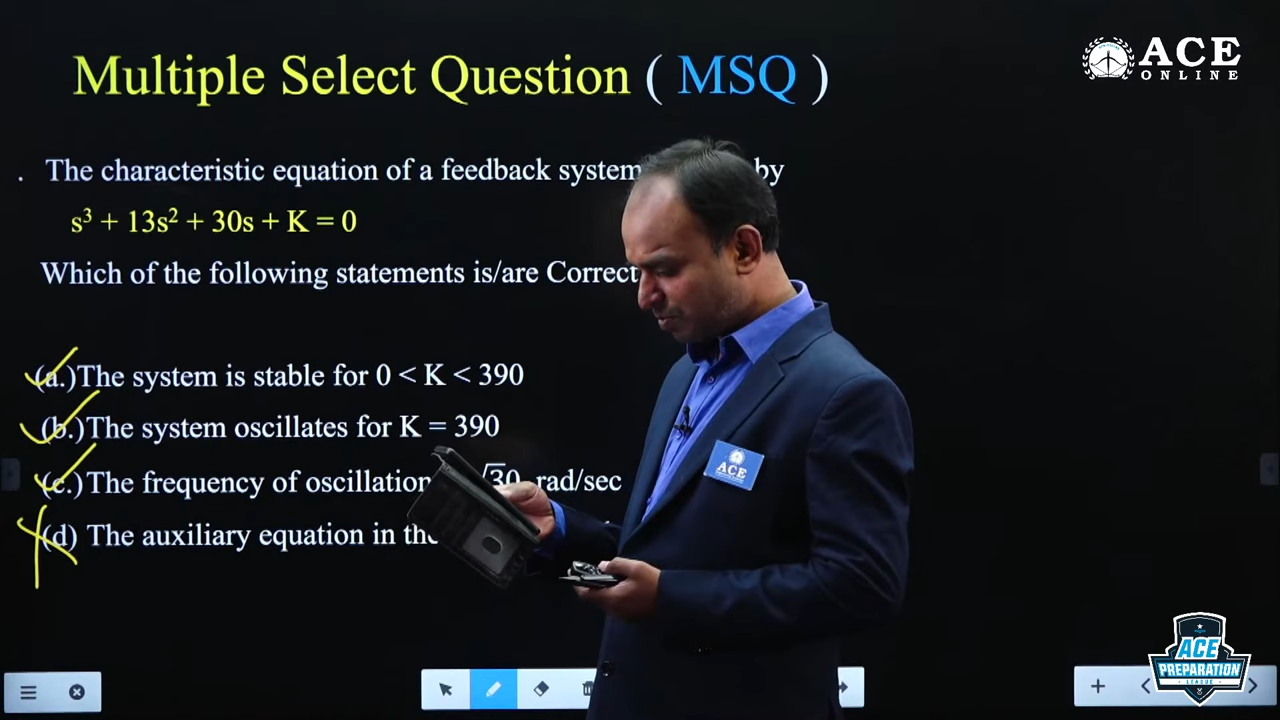 Multiple Select Question ( MSQ )
ACE
ONLINE
. The characteristic equation of a feedback system by
s³ + 13s² + 30s + K = 0
Which of the following statements is/are Correct
(a.)The system is stable for 0 < K < 390
(b.)The system oscillates for K = 390
(c.)The frequency of oscillation √30 rad/sec
(d) The auxiliary equation in the
ACE
ACE
PREPARATION
LEAGUE